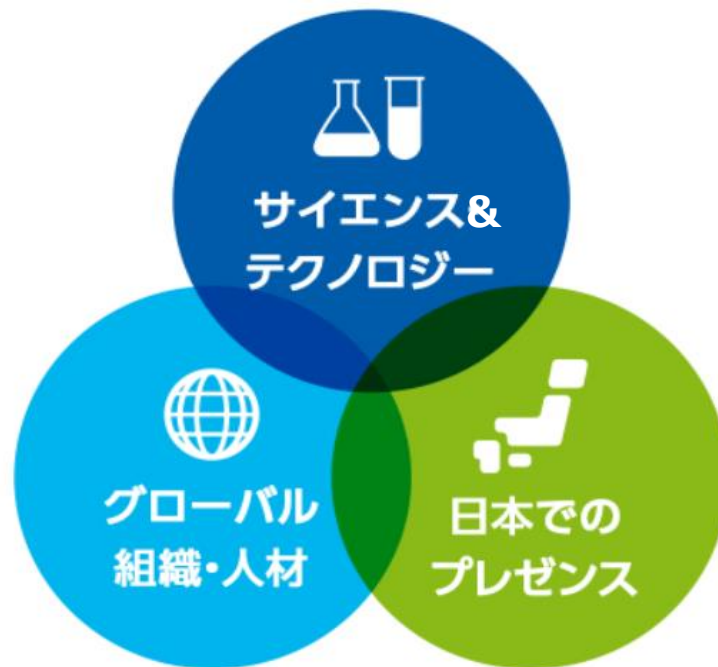 サイエンス&
テクノロジー
グローバル
組織・人材
日本での
プレゼンス